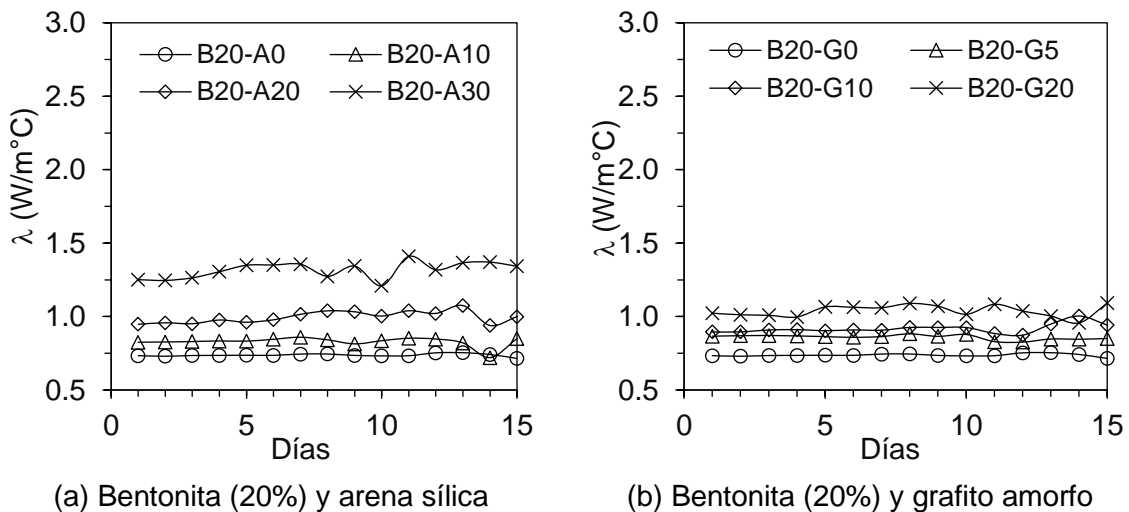 3.0
2.5
2.0
1.5
1.0
0.5
λ (W/m°C)
B20-A0
B20-A10
B20-A20
B20-A30
0
5
10
15
Días
(a) Bentonita (20%) y arena sílica
3.0
2.5
2.0
1.5
1.0
0.5
λ (W/m°C)
B20-G0
B20-G5
B20-G10
B20-G20
0
5
10
15
Días
(b) Bentonita (20%) y grafito amorfo